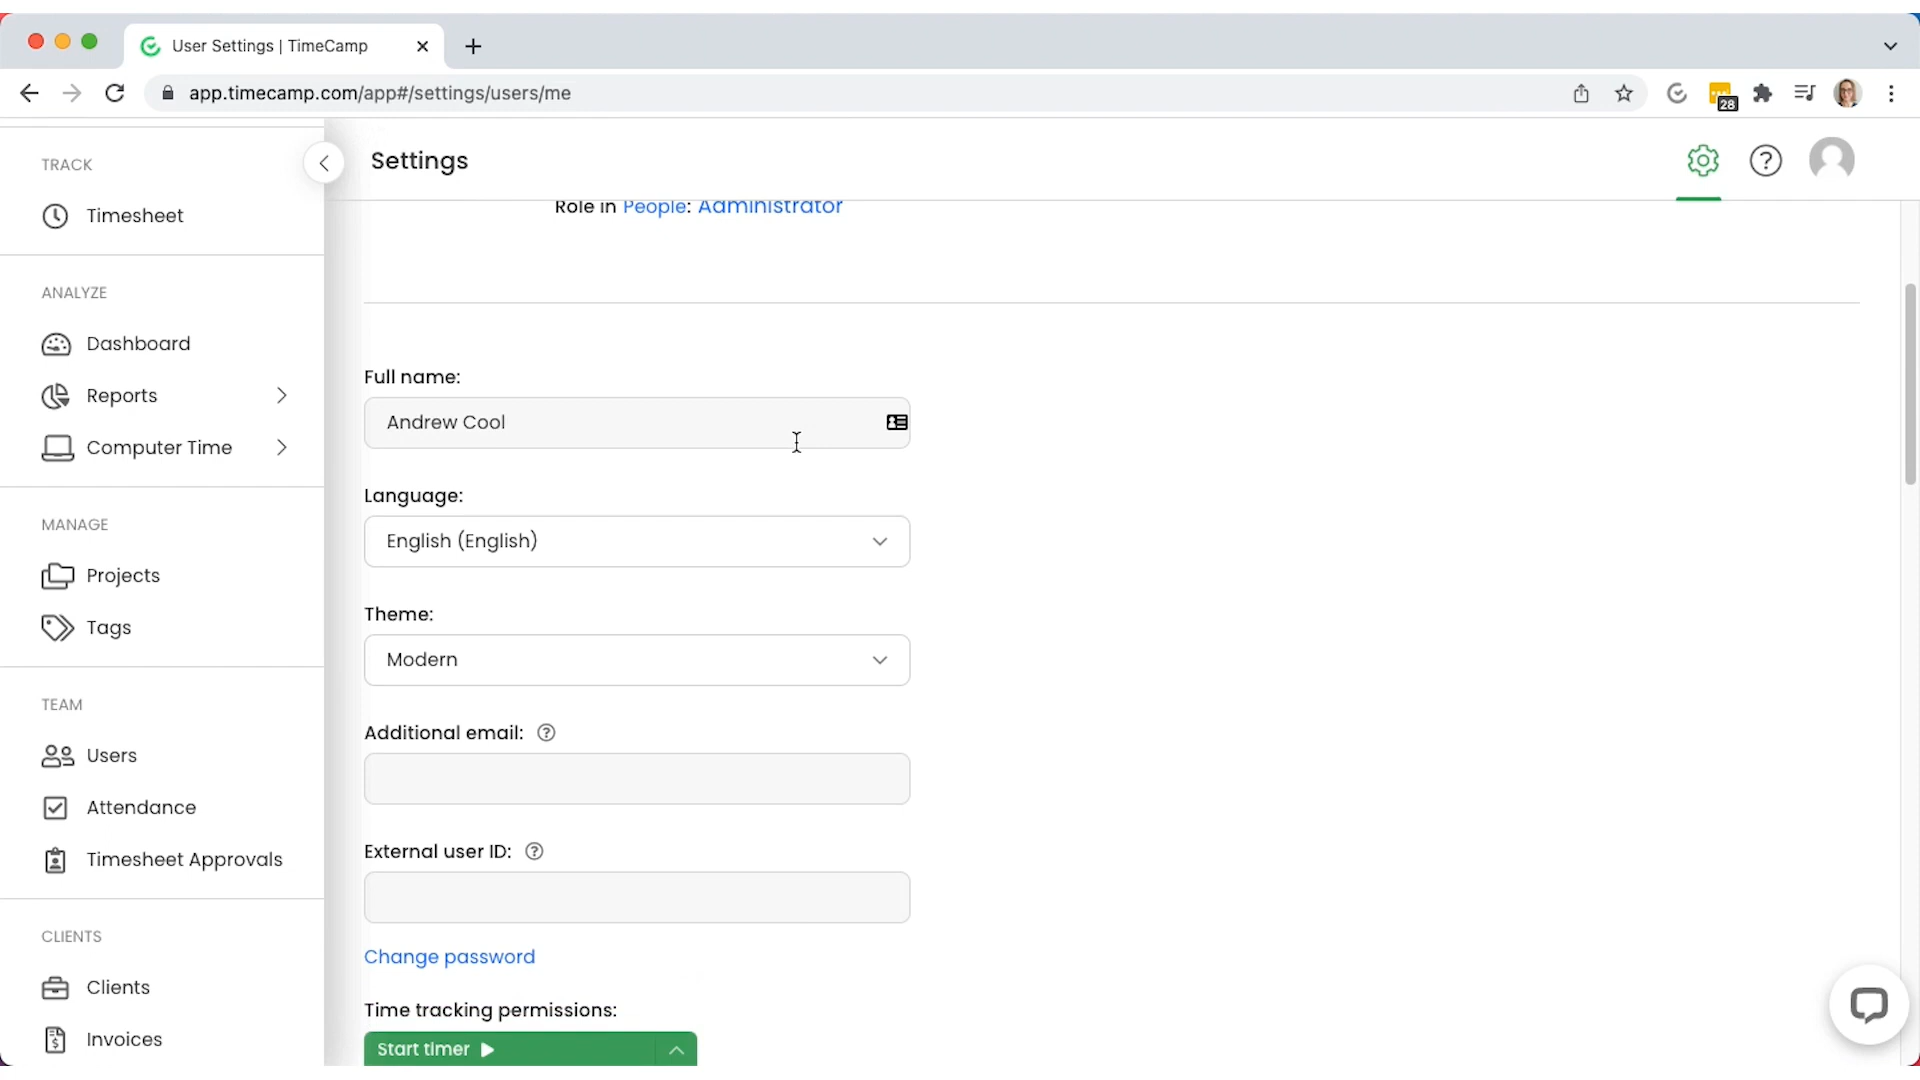 User Settings | TimeCamp
app.timecamp.com/app#/settings/users/me
28
TRACK
Timesheet
ANALYZE
Dashboard
Reports
Computer Time
MANAGE
Projects
Tags
TEAM
Users
Attendance
Timesheet Approvals
CLIENTS
Clients
Invoices
Settings
Role in People: Administrator
Full name:
Andrew Cool
Language:
English (English)
Theme:
Modern
Additional email:
External user ID:
Change password
Time tracking permissions:
Start timer